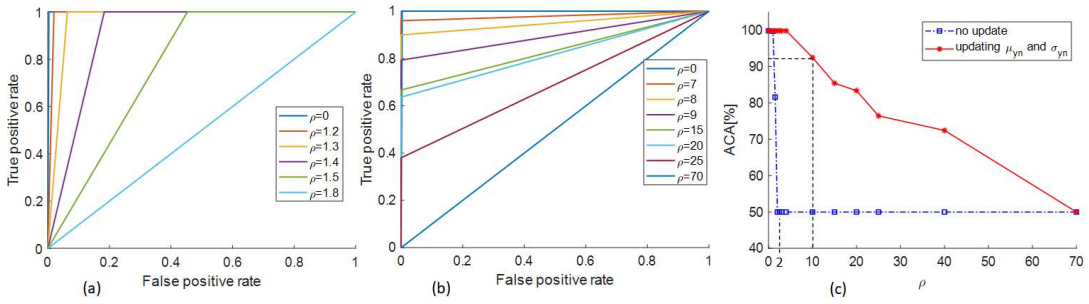 True positive rate
1
0.8
0.6
0.4
0.2
0
0 0.2 0.4 0.6 0.8 1
False positive rate
ρ=0
ρ=1.2
ρ=1.3
ρ=1.4
ρ=1.5
ρ=1.8
(a)
True positive rate
1
0.8
0.6
0.4
0.2
0
0 0.2 0.4 0.6 0.8 1
False positive rate
ρ=0
ρ=7
ρ=8
ρ=9
ρ=15
ρ=20
ρ=25
ρ=70
(b)
ACA[%]
100
90
80
70
60
50
40
0 2 10 20 30 40 50 60 70
ρ
no update
updating μyn and σyn
(c)